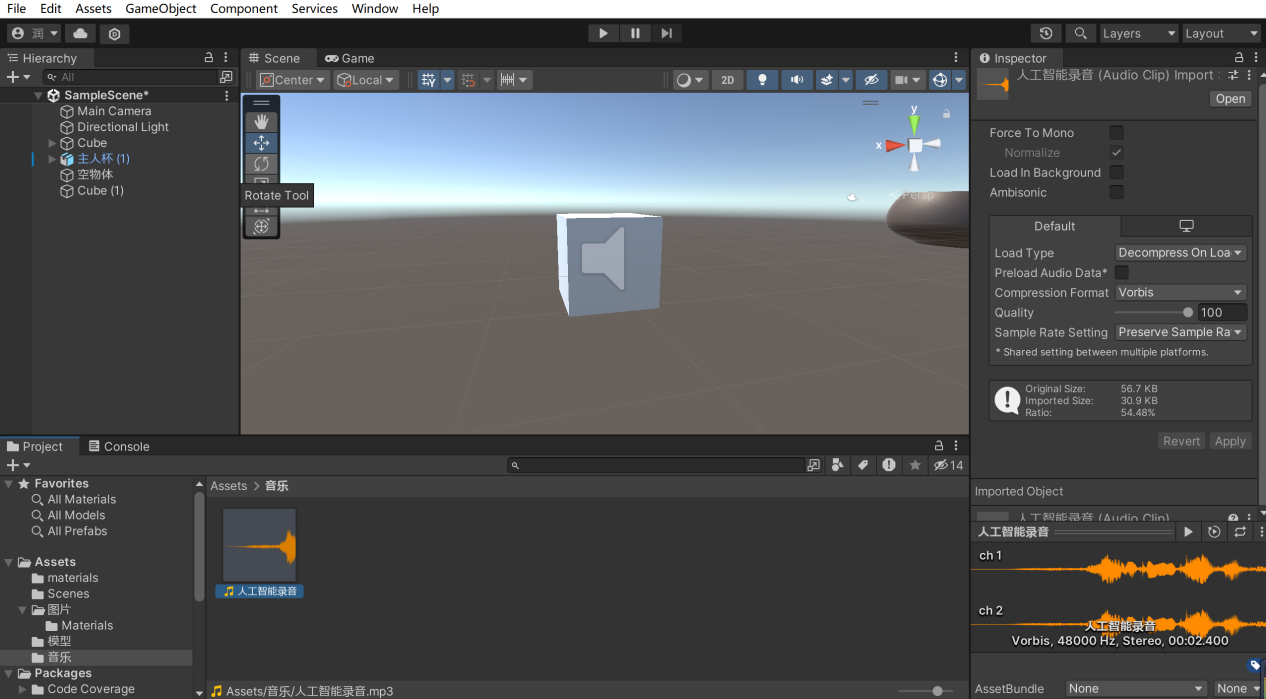 File Edit Assets GameObject Component Services Window Help
润 Layers Layout
Hierarchy
All
SampleScene*
Main Camera
Directional Light
Cube
主人杯 (1)
空物体
Cube (1)
Scene Game
Center Local 2D
Rotate Tool
y
x
Persp
Inspector
人工智能录音 (Audio Clip) Import
Open
Force To Mono
Normalize
Load In Background
Ambisonic
Default
Load Type Decompress On Loa
Preload Audio Data*
Compression Format Vorbis
Quality 100
Sample Rate Setting Preserve Sample Ra
* Shared setting between multiple platforms.
Original Size: 56.7 KB
Imported Size: 30.9 KB
Ratio: 54.48%
Revert Apply
Imported Object
人工智能录音 (Audio Clip)
人工智能录音
ch 1
ch 2
人工智能录音
Vorbis, 48000 Hz, Stereo, 00:02.400
AssetBundle None None
Project Console
14
Favorites
All Materials
All Models
All Prefabs
Assets
materials
Scenes
图片
Materials
模型
音乐
Packages
Code Coverage
Assets > 音乐
人工智能录音
Assets/音乐/人工智能录音.mp3